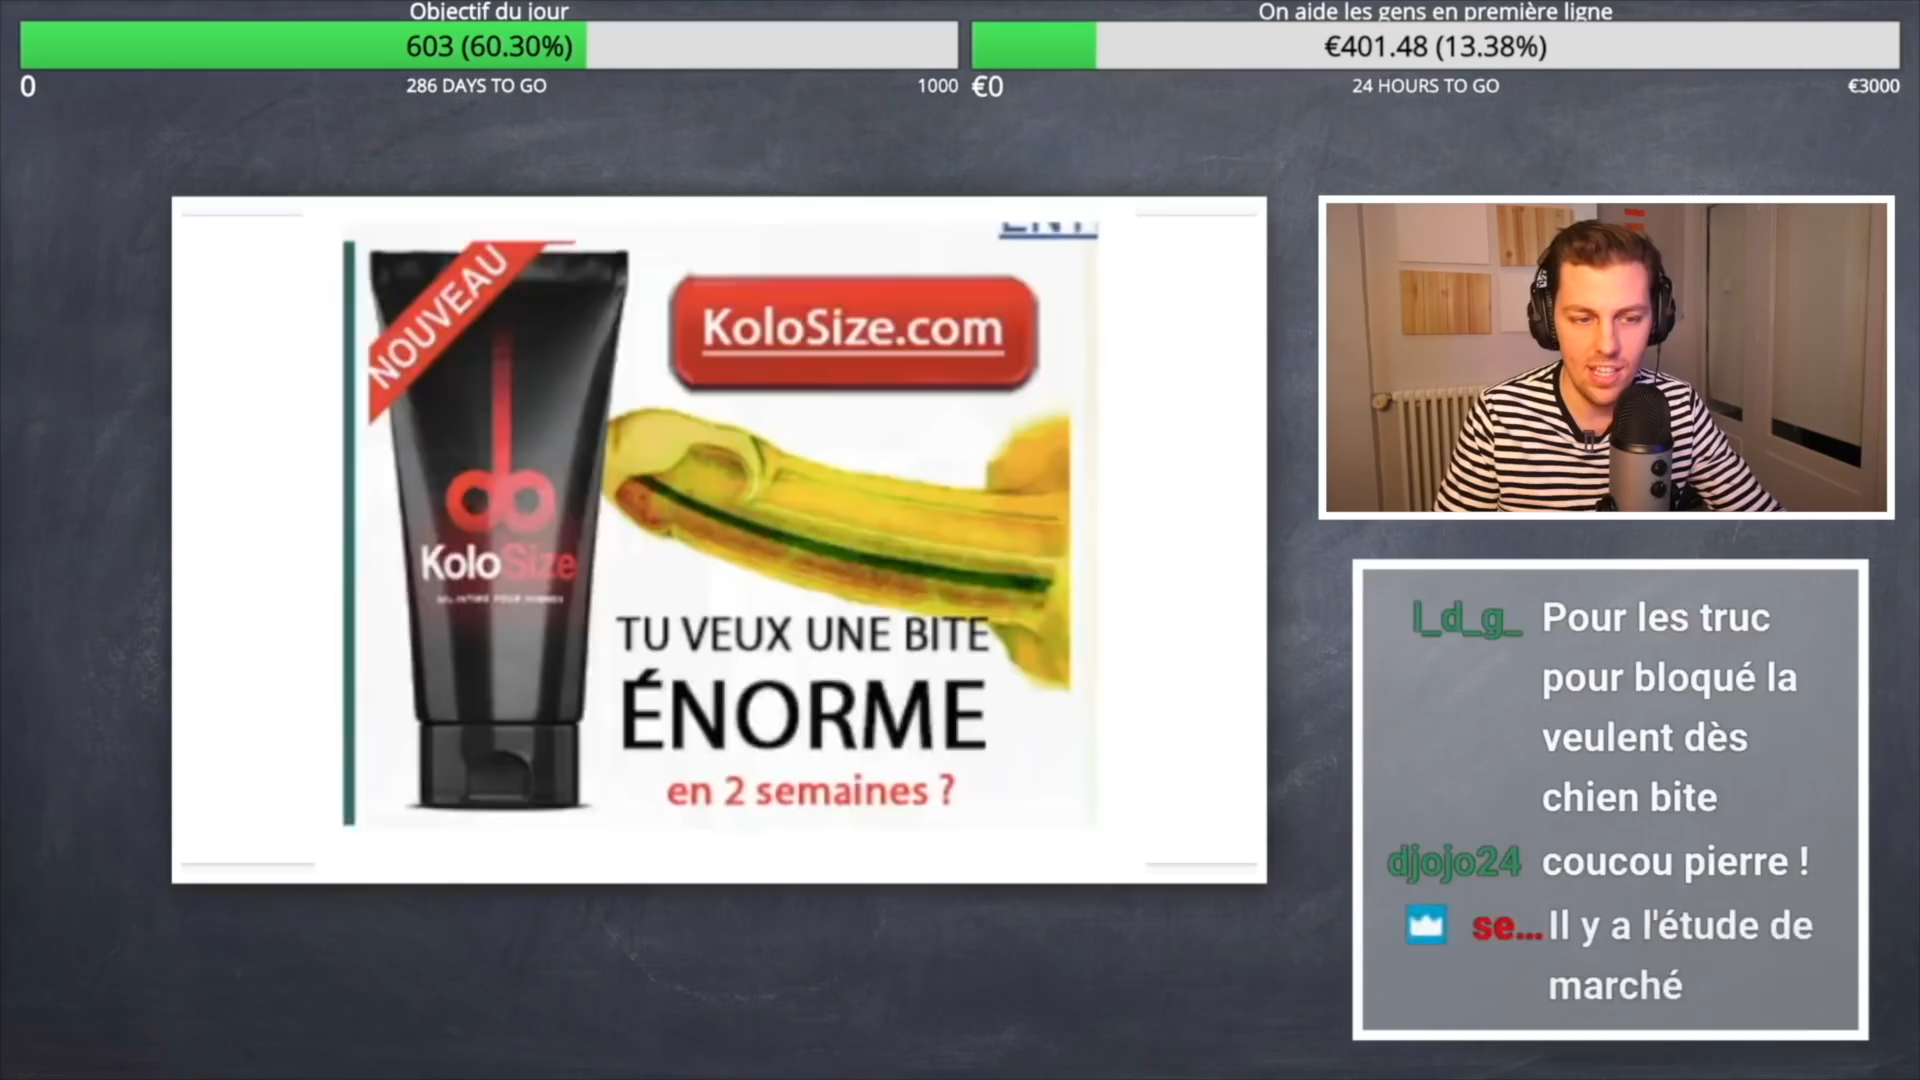 Objectif du jour
603 (60.30%)
0
286 DAYS TO GO
1000
On aide les gens en première ligne
€401.48 (13.38%)
€0
24 HOURS TO GO
€3000
NOUVEAU
KoloSize.com
KoloSize
TU VEUX UNE BITE
ÉNORME
en 2 semaines ?
l_d_g_ Pour les truc
pour bloqué la
veulent dès
chien bite
djojo24 coucou pierre !
se... Il y a l'étude de
marché